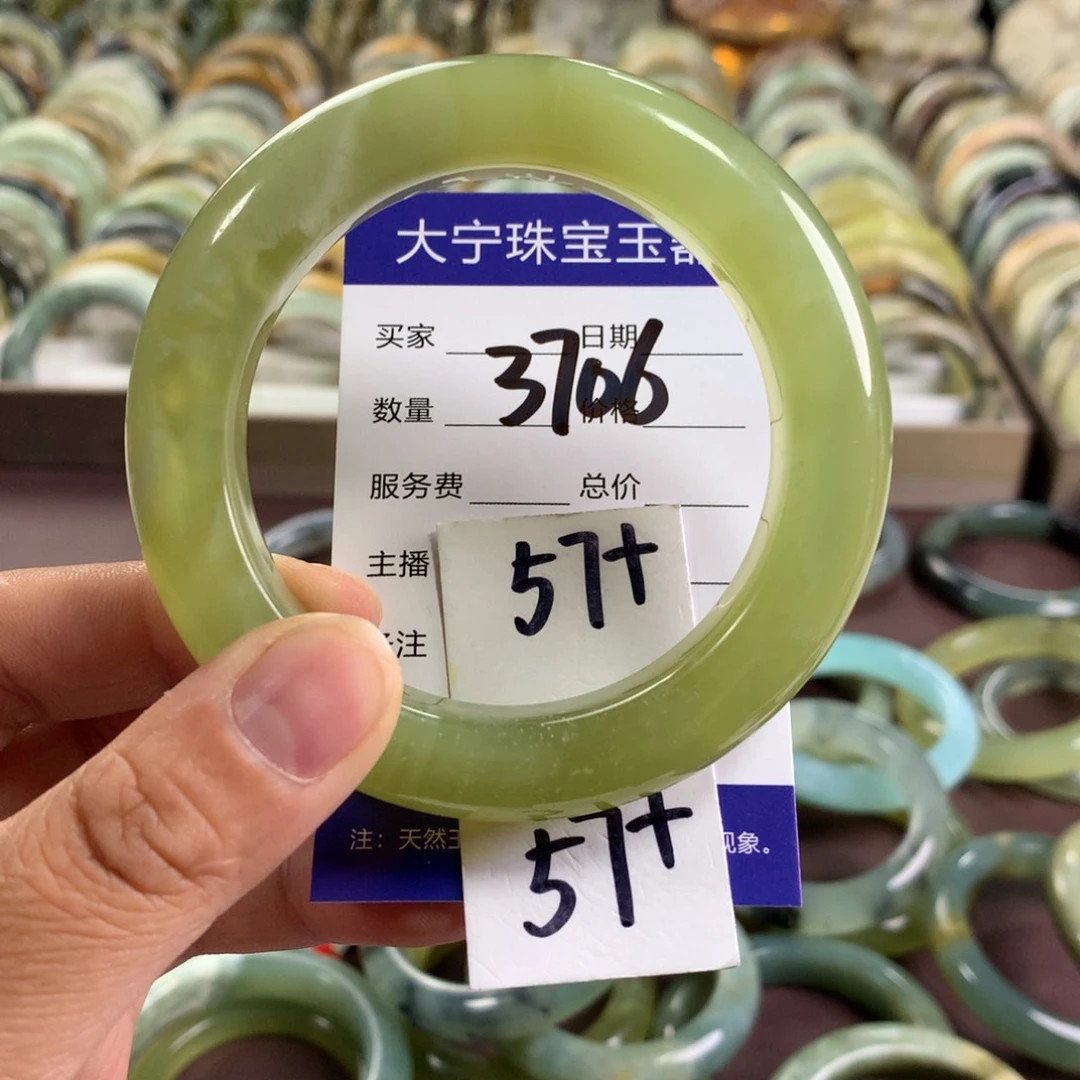 大宁珠宝玉
买家 日期
3706
数量 价格
服务费 总价
主播
57+
注
57+
注：天然 现象。